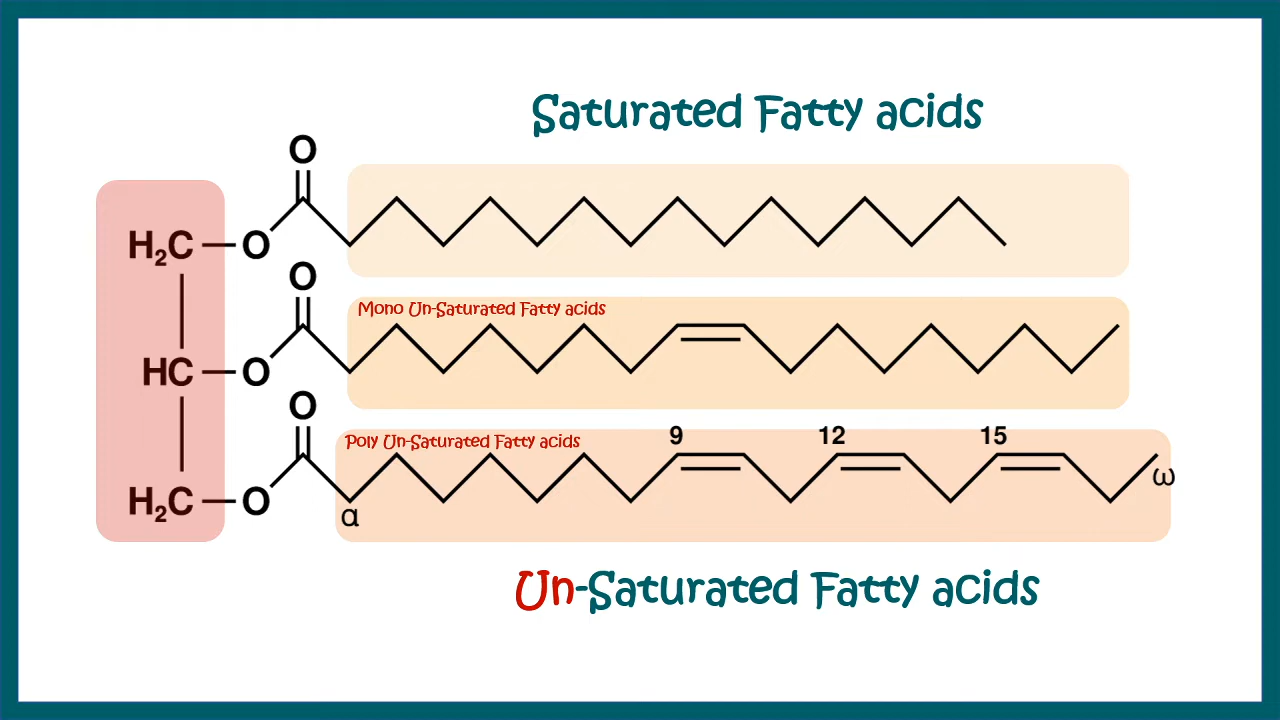 Saturated Fatty acids
O
H₂C O
O
Mono Un-Saturated Fatty acids
HC O
O
Poly Un-Saturated Fatty acids 9 12 15
H₂C O α ω
Un-Saturated Fatty acids